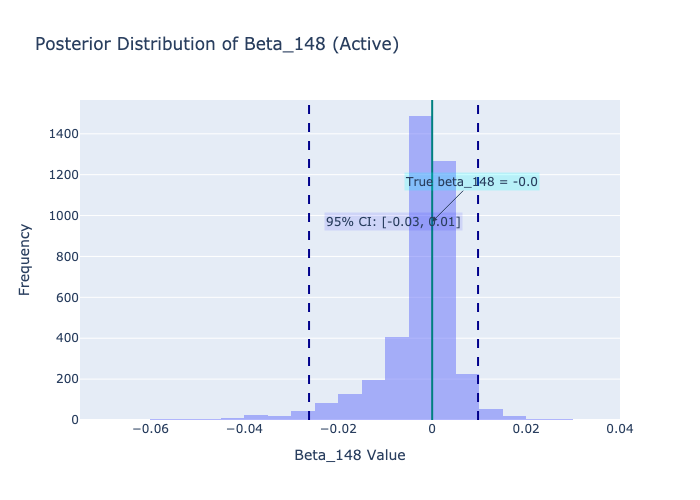 Posterior Distribution of Beta_148 (Active)
1400
1200
1000
800
600
400
200
0
Frequency
True beta_148 = -0.0
95% CI: [-0.03, 0.01]
−0.06
−0.04
−0.02
0
0.02
0.04
Beta_148 Value